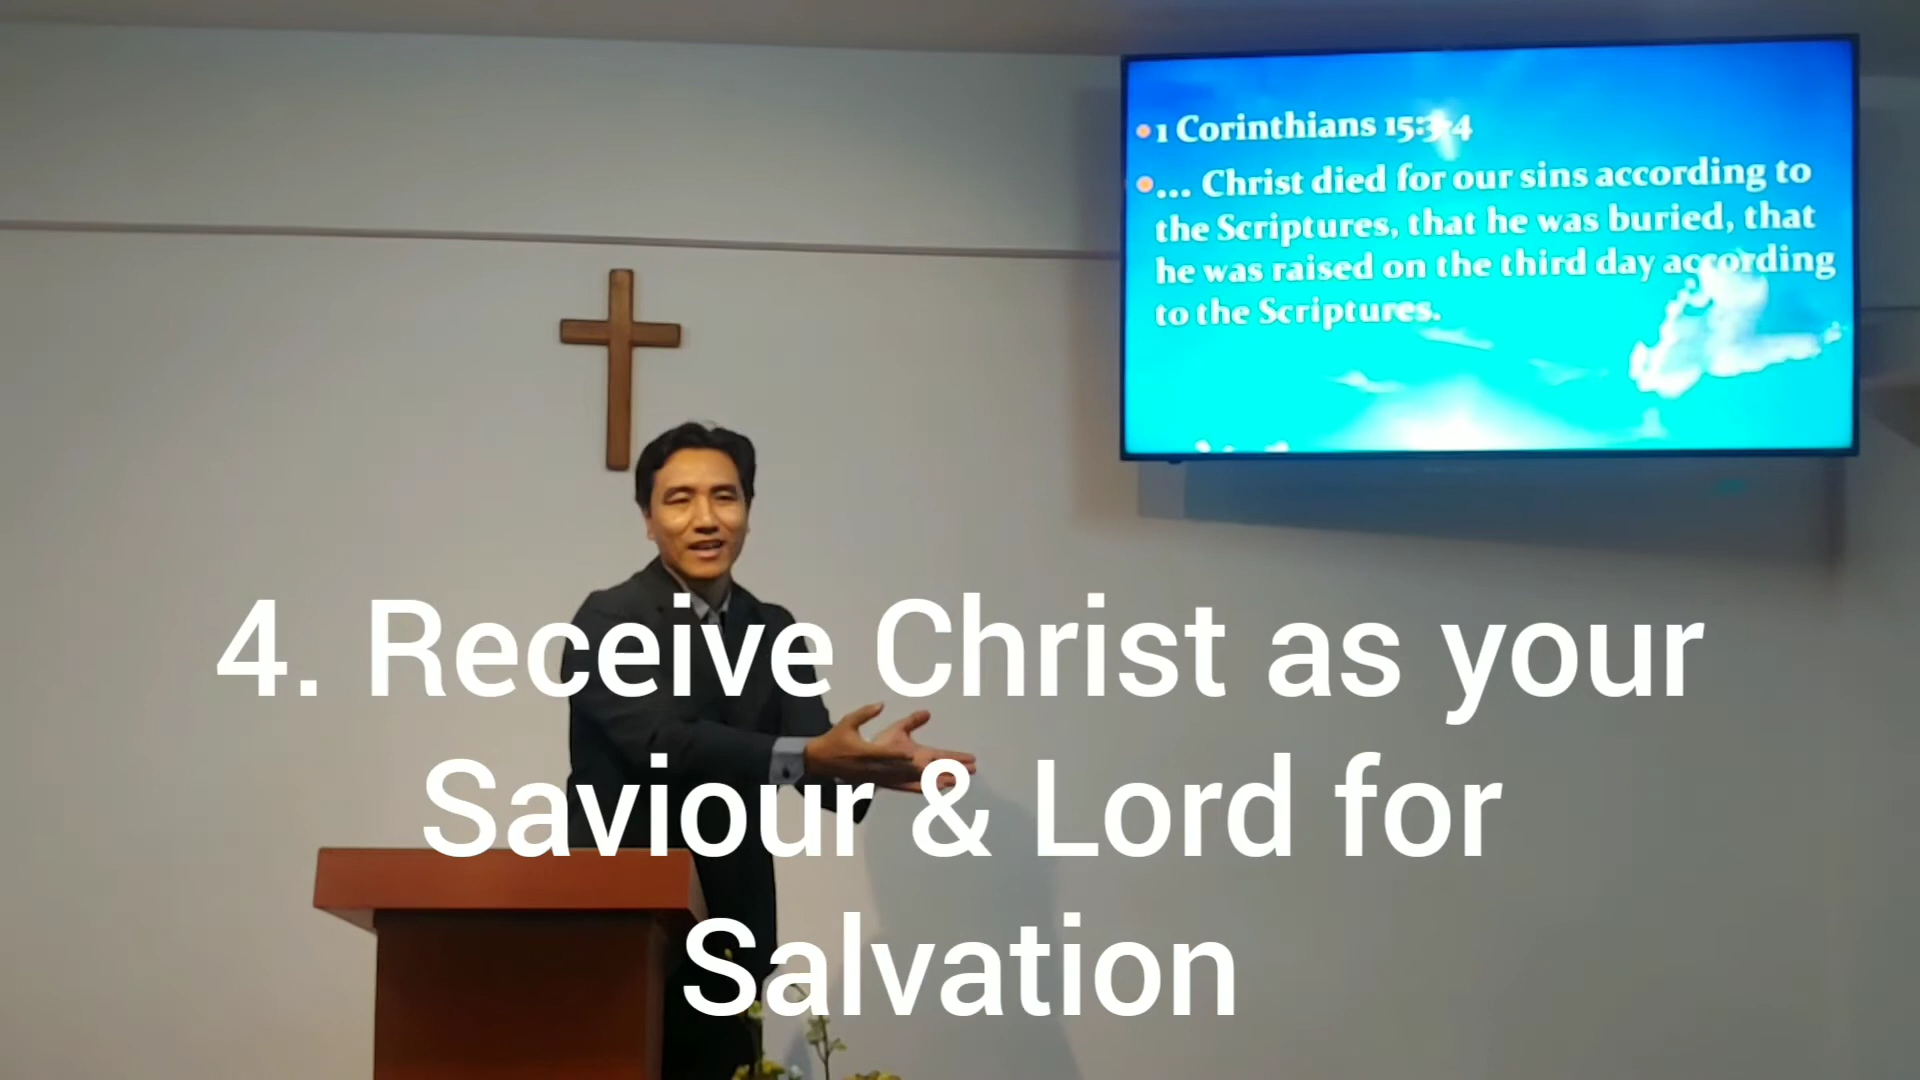 1 Corinthians 15:3-4
... Christ died for our sins according to
the Scriptures, that he was buried, that
he was raised on the third day according
to the Scriptures.
4. Receive Christ as your
Saviour & Lord for
Salvation